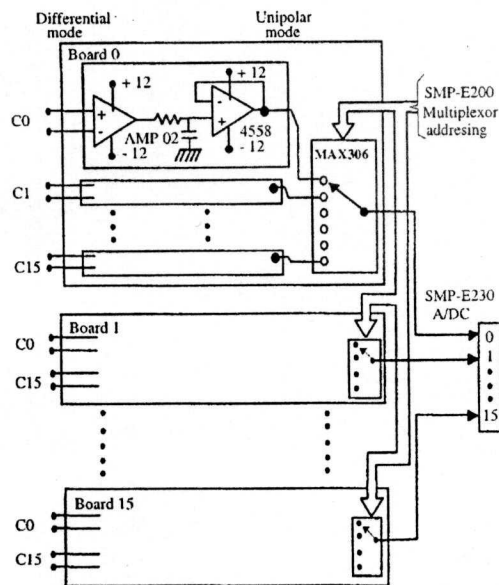 Differential mode
Unipolar mode
Board 0
+ 12
+ 12
SMP-E200
Multiplexor
addresing
C0
+
-
-
+
AMP 02
4558
- 12
- 12
MAX306
C1
C15
SMP-E230
A/DC
Board 1
0
C0
1
C15
15
Board 15
C0
C15